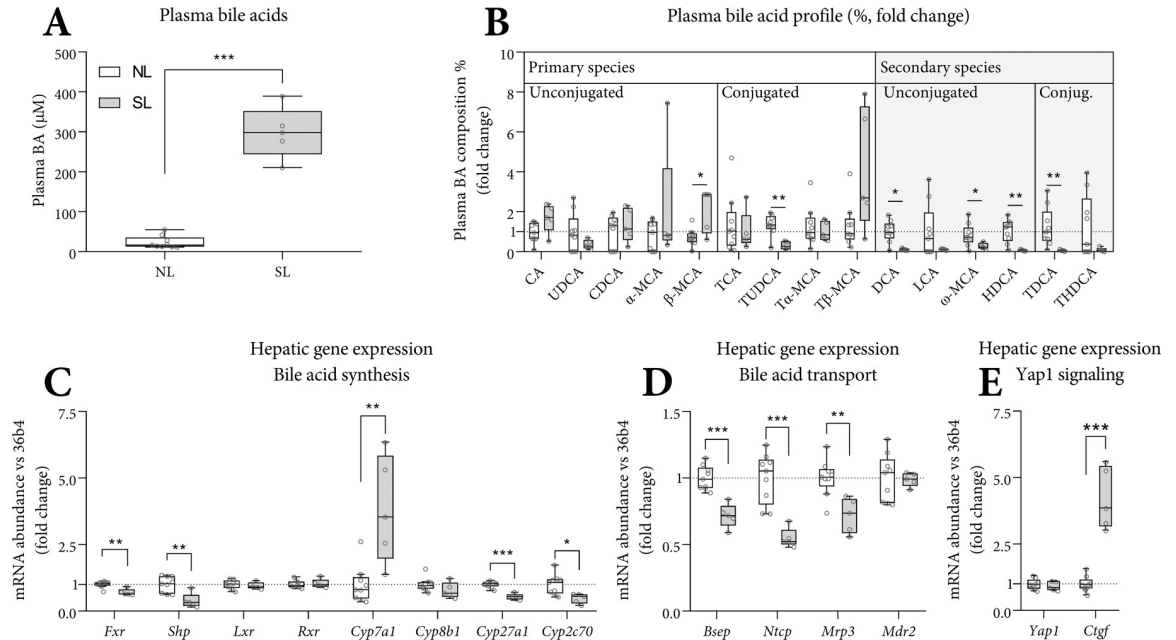 A
Plasma bile acids
Plasma BA (μM)
500
400
300
200
100
0
NL
SL
***
NL
SL
B
Plasma bile acid profile (%, fold change)
Plasma BA composition %
(fold change)
10
8
6
4
2
1
0
Primary species
Secondary species
Unconjugated
Conjugated
Unconjugated
Conjug.
*
**
*
*
**
**
CA
UDCA
CDCA
α-MCA
β-MCA
TCA
TUDCA
Tα-MCA
Tβ-MCA
DCA
LCA
ω-MCA
HDCA
TDCA
THDCA
C
Hepatic gene expression
Bile acid synthesis
mRNA abundance vs 36b4
(fold change)
7.5
5.0
2.5
1
0.0
**
**
**
***
*
Fxr
Shp
Lxr
Rxr
Cyp7a1
Cyp8b1
Cyp27a1
Cyp2c70
D
Hepatic gene expression
Bile acid transport
mRNA abundance vs 36b4
(fold change)
1.5
1
0.5
0.0
***
***
**
Bsep
Ntcp
Mrp3
Mdr2
E
Hepatic gene expression
Yap1 signaling
mRNA abundance vs 36b4
(fold change)
7.5
5.0
2.5
1
0.0
***
Yap1
Ctgf